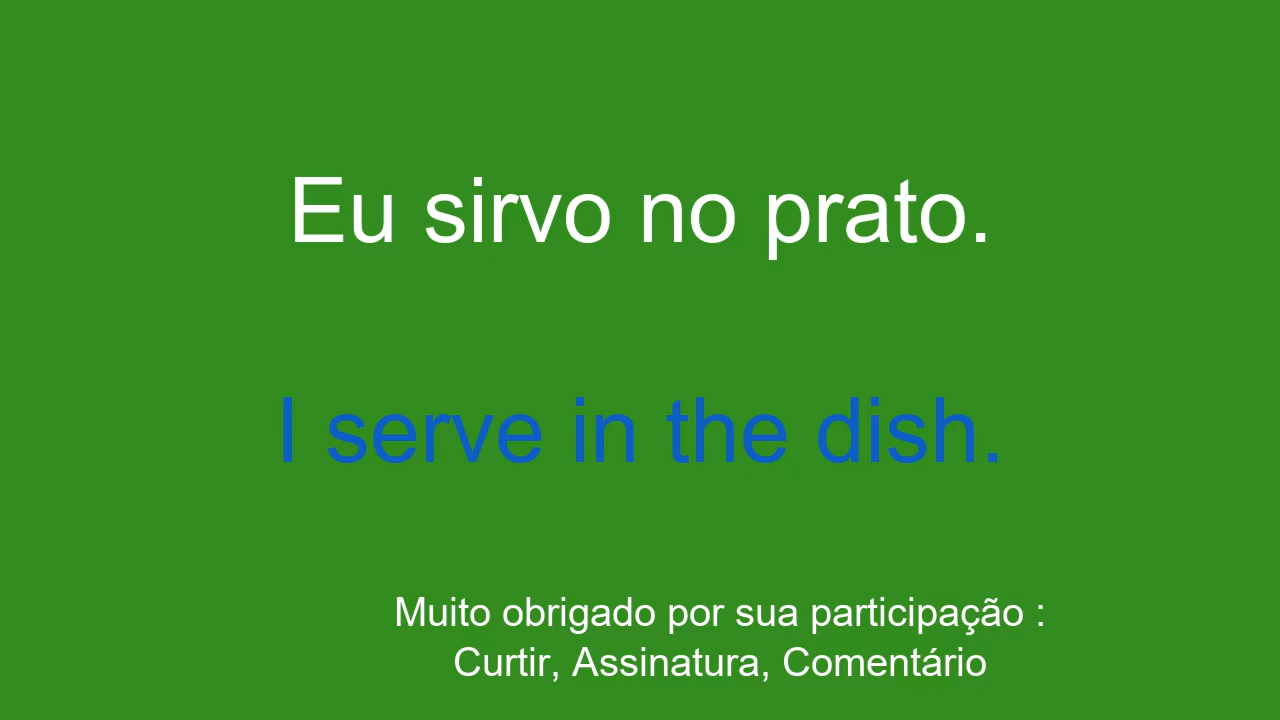 Eu sirvo no prato.
I serve in the dish.
Muito obrigado por sua participação :
Curtir, Assinatura, Comentário